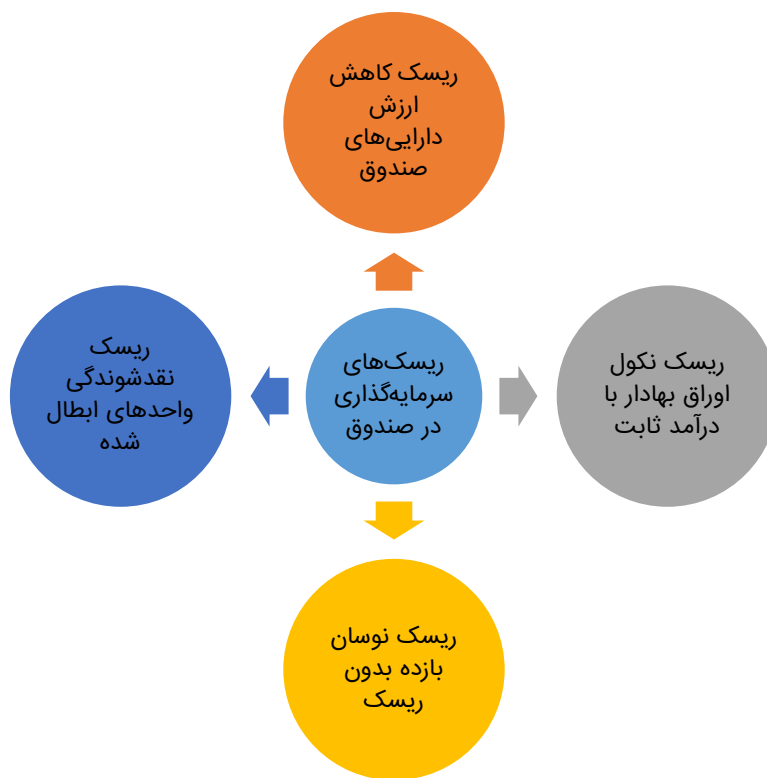 ریسک کاهش
ارزش
دارایی‌های
صندوق
ریسک نکول
اوراق بهادار با
درآمد ثابت
ریسک‌های
سرمایه‌گذاری
در صندوق
ریسک
نقدشوندگی
واحدهای ابطال
شده
ریسک نوسان
بازده بدون
ریسک